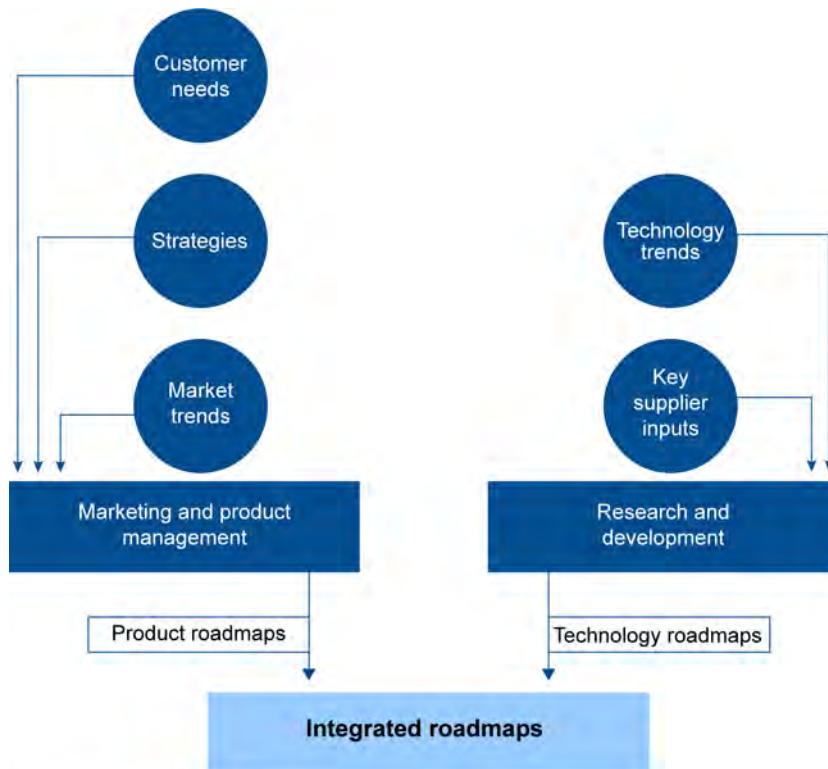 Customer
needs
Strategies
Technology
trends
Market
trends
Key
supplier
inputs
Marketing and product
management
Research and
development
Product roadmaps
Technology roadmaps
Integrated roadmaps